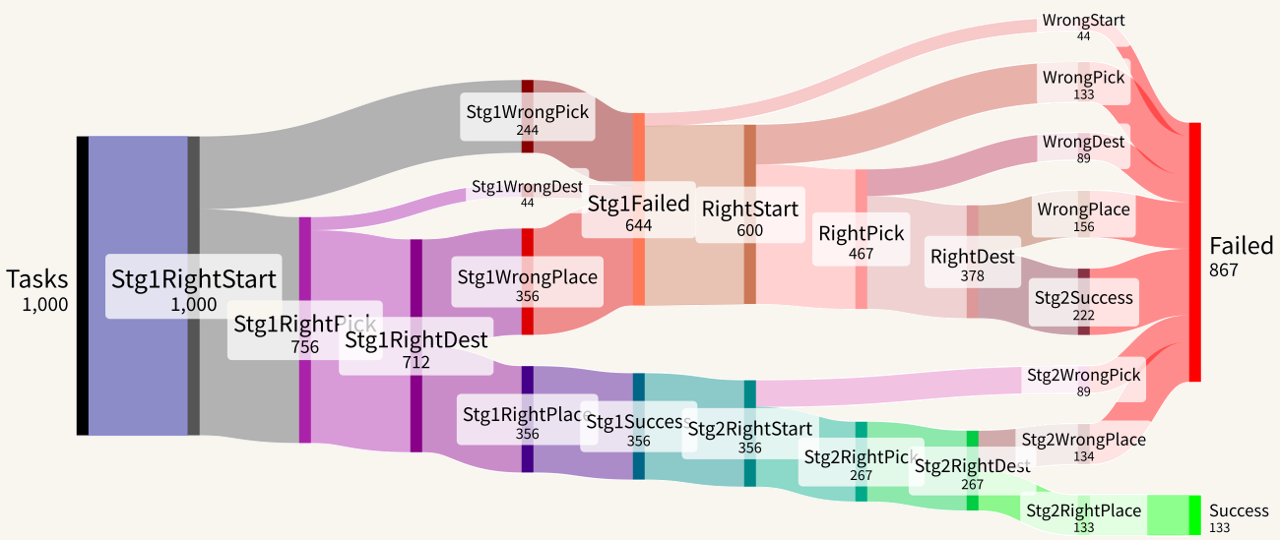 Tasks
1,000
Stg1RightStart
1,000
Stg1RightPick
756
Stg1RightDest
712
Stg1WrongPick
244
Stg1WrongDest
44
Stg1WrongPlace
356
Stg1RightPlace
356
Stg1Failed
644
Stg1Success
356
RightStart
600
Stg2RightStart
356
RightPick
467
Stg2RightPick
267
RightDest
378
Stg2RightDest
267
WrongStart
44
WrongPick
133
WrongDest
89
WrongPlace
156
Stg2Success
222
Stg2WrongPick
89
Stg2WrongPlace
134
Stg2RightPlace
133
Failed
867
Success
133